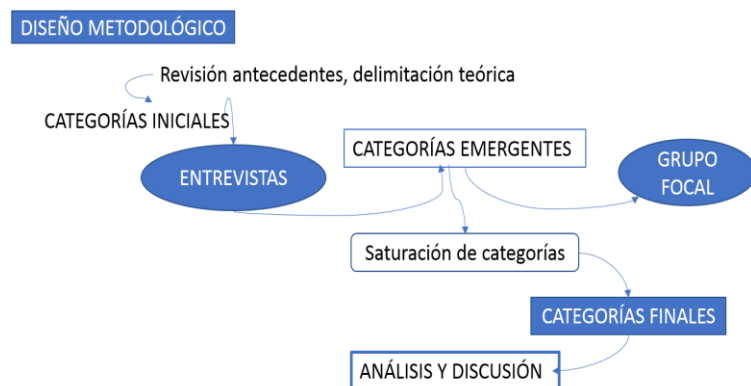 DISEÑO METODOLÓGICO
Revisión antecedentes, delimitación teórica
CATEGORÍAS INICIALES
ENTREVISTAS
CATEGORÍAS EMERGENTES
GRUPO
FOCAL
Saturación de categorías
CATEGORÍAS FINALES
ANÁLISIS Y DISCUSIÓN